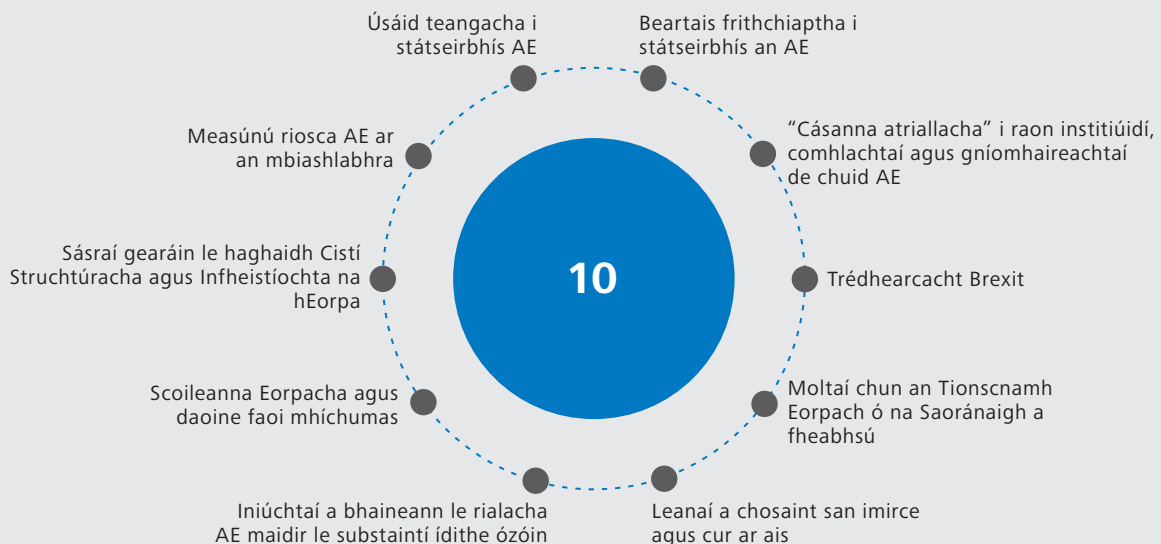 Úsáid teangacha i
státseirbhís AE
Beartais frithchiaptha i
státseirbhís an AE
Measúnú riosca AE ar
an mbiashlabhra
“Cásanna atriallacha” i raon institiúidí,
comhlachtaí agus gníomhaireachtaí
de chuid AE
Sásraí gearáin le haghaidh Cistí
Struchtúracha agus Infheistíochta na
hEorpa
10
Trédhearcacht Brexit
Scoileanna Eorpacha agus
daoine faoi mhíchumas
Moltaí chun an Tionscnamh
Eorpach ó na Saoránaigh a
fheabhsú
Iniúchtaí a bhaineann le rialacha
AE maidir le substaintí ídithe ózóin
Leanaí a chosaint san imirce
agus cur ar ais